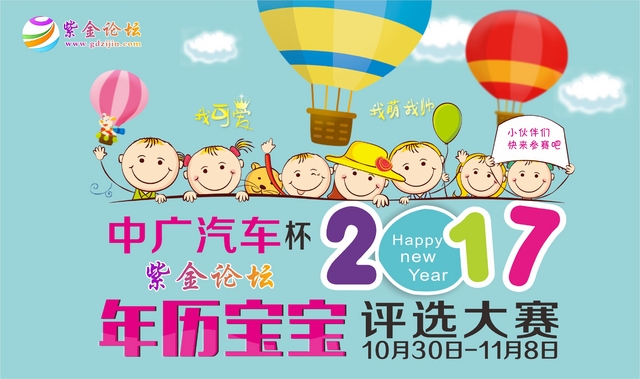 紫金论坛
www.gdzijin.com
我可爱
我萌我帅
小伙伴们
快来参赛吧
中广汽车杯
2017
Happy
new
Year
紫金论坛
年历宝宝评选大赛
10月30日-11月8日